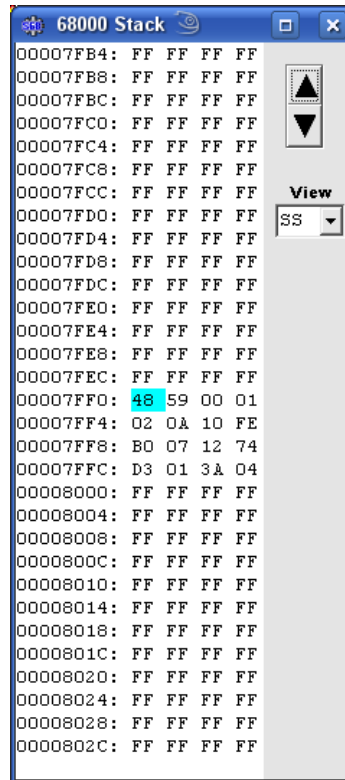 68000 Stack
00007FB4: FF FF FF FF
00007FB8: FF FF FF FF
00007FBC: FF FF FF FF
00007FC0: FF FF FF FF
00007FC4: FF FF FF FF
00007FC8: FF FF FF FF
00007FCC: FF FF FF FF
00007FD0: FF FF FF FF
00007FD4: FF FF FF FF
00007FD8: FF FF FF FF
00007FDC: FF FF FF FF
00007FE0: FF FF FF FF
00007FE4: FF FF FF FF
00007FE8: FF FF FF FF
00007FEC: FF FF FF FF
00007FF0: 48 59 00 01
00007FF4: 02 0A 10 FE
00007FF8: B0 07 12 74
00007FFC: D3 01 3A 04
00008000: FF FF FF FF
00008004: FF FF FF FF
00008008: FF FF FF FF
0000800C: FF FF FF FF
00008010: FF FF FF FF
00008014: FF FF FF FF
00008018: FF FF FF FF
0000801C: FF FF FF FF
00008020: FF FF FF FF
00008024: FF FF FF FF
00008028: FF FF FF FF
0000802C: FF FF FF FF
View
SS